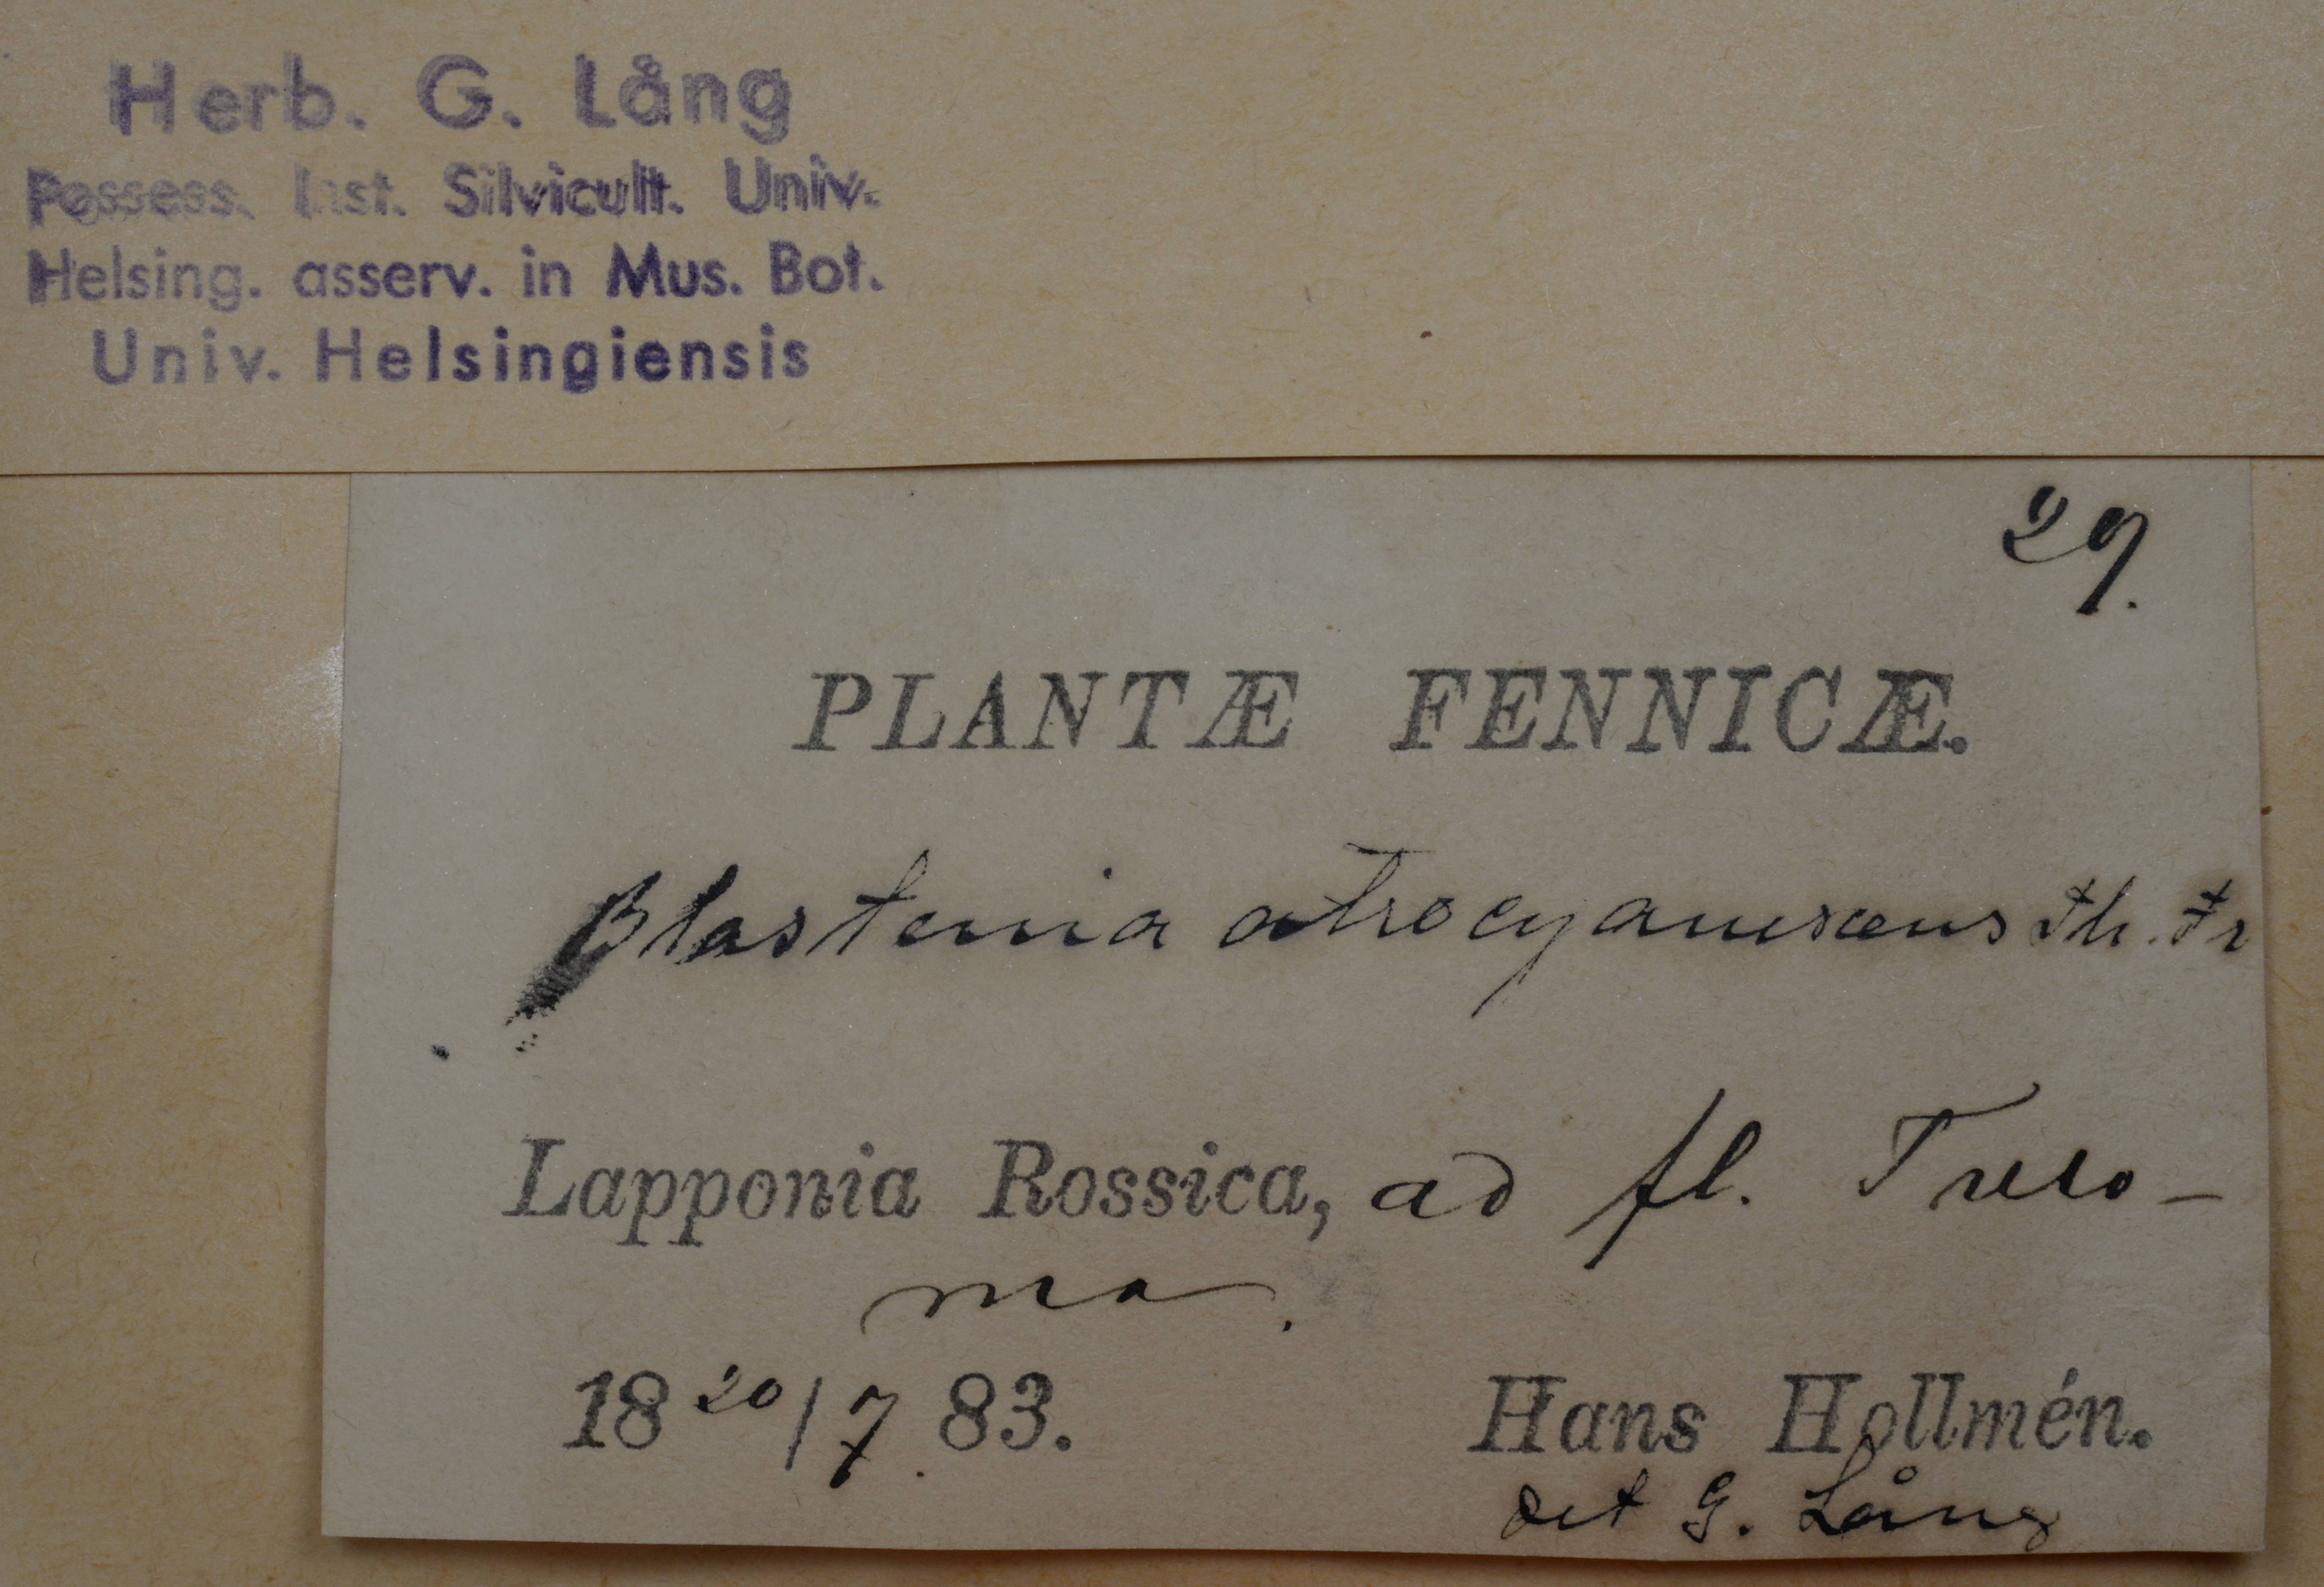 Herb. G. Lång
Possess. Inst. Silvicult. Univ.
Helsing. asserv. in Mus. Bot.
Univ. Helsingiensis
29.
PLANTÆ FENNICÆ.
Blastenia atrocyanescens Th. Fr
Lapponia Rossica, ad fl. Tulo-
ma.
18 20/7 83.
Hans Hollmén.
det G. Lång